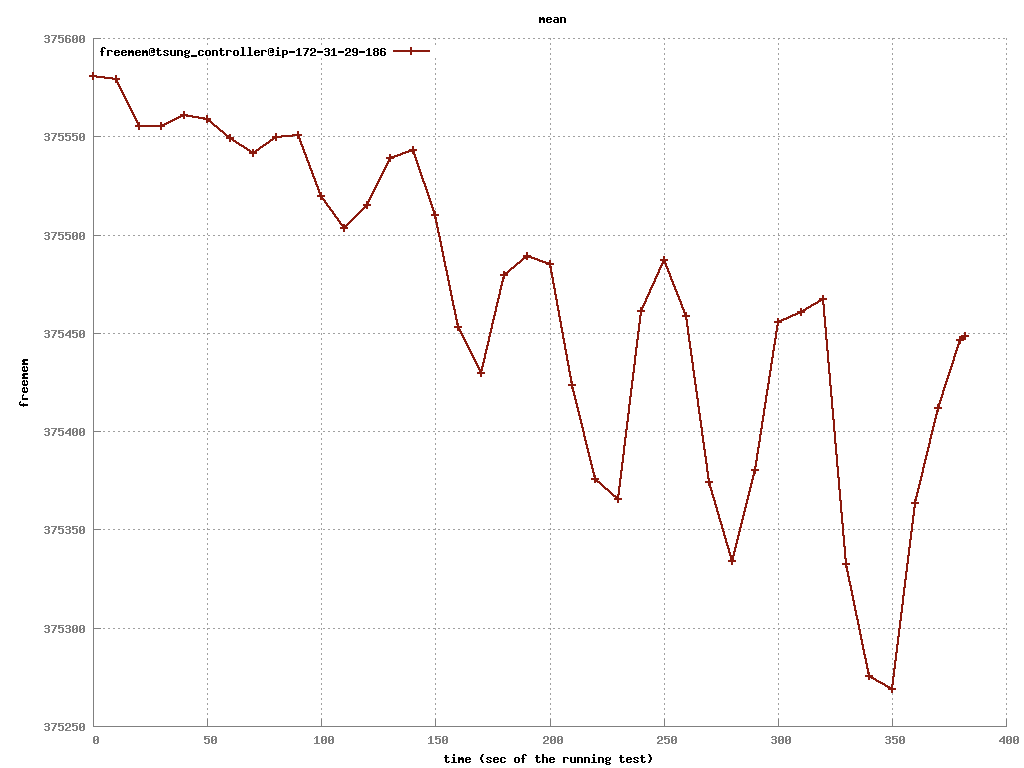 mean
375600
freemem@tsung_controller@ip-172-31-29-186
375550
375500
375450
freemem
375400
375350
375300
375250
0 50 100 150 200 250 300 350 400
time (sec of the running test)